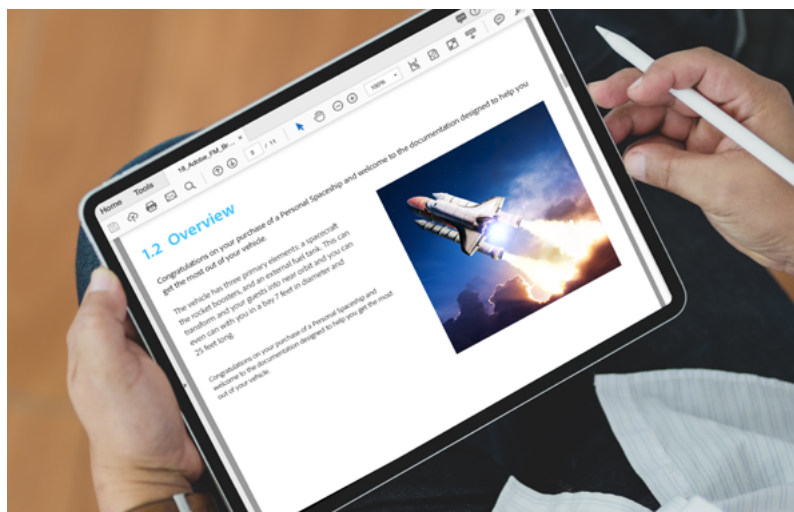 Home Tools 18_Adobe_FM_Br... ×
5 / 11 100%
1.2 Overview
Congratulations on your purchase of a Personal Spaceship and welcome to the documentation designed to help you
get the most out of your vehicle.
The vehicle has three primary elements: a spacecraft
the rocket boosters, and an external fuel tank. This can
transform and your guests into near orbit and you can
even can with you in a bay 7 feet in diameter and
25 feet long.
Congratulations on your purchase of a Personal Spaceship and
welcome to the documentation designed to help you get the most
out of your vehicle.